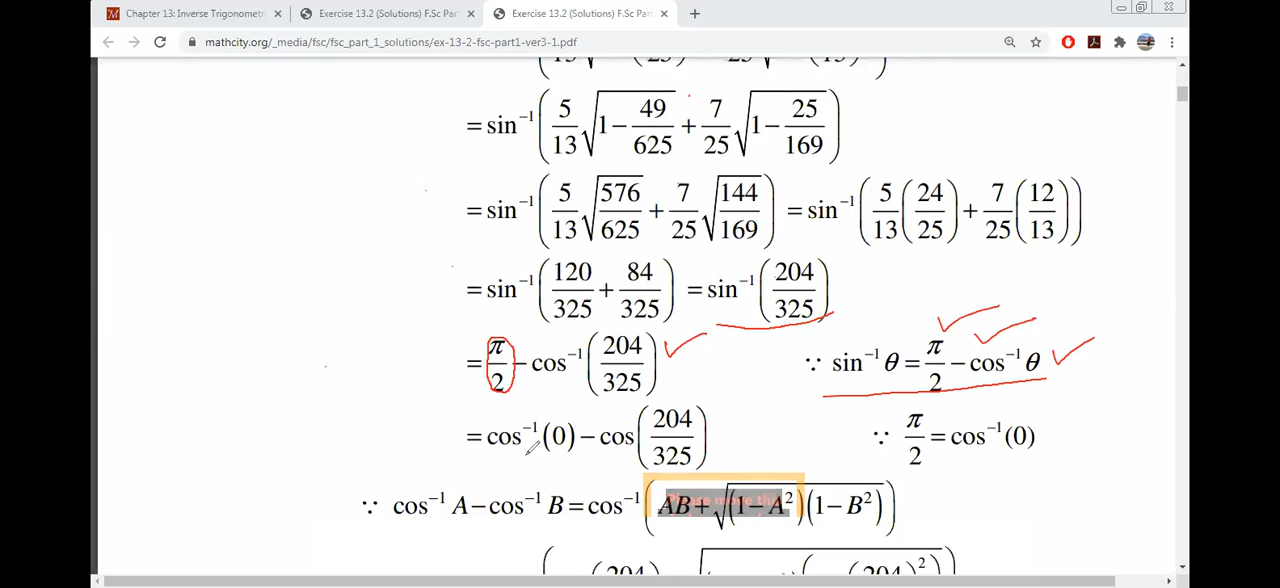 Chapter 13: Inverse Trigonometri
Exercise 13.2 (Solutions) F.Sc Par
Exercise 13.2 (Solutions) F.Sc Par
mathcity.org/_media/fsc/fsc_part_1_solutions/ex-13-2-fsc-part1-ver3-1.pdf
= sin⁻¹ ( 5/13 √(1 − 49/625) + 7/25 √(1 − 25/169) )
= sin⁻¹ ( 5/13 √(576/625) + 7/25 √(144/169) ) = sin⁻¹ ( 5/13 (24/25) + 7/25 (12/13) )
= sin⁻¹ ( 120/325 + 84/325 ) = sin⁻¹ ( 204/325 )
= π/2 − cos⁻¹ ( 204/325 ) ∵ sin⁻¹ θ = π/2 − cos⁻¹ θ
= cos⁻¹ (0) − cos ( 204/325 ) ∵ π/2 = cos⁻¹ (0)
∵ cos⁻¹ A − cos⁻¹ B = cos⁻¹ ( AB + √((1 − A²)(1 − B²)) )